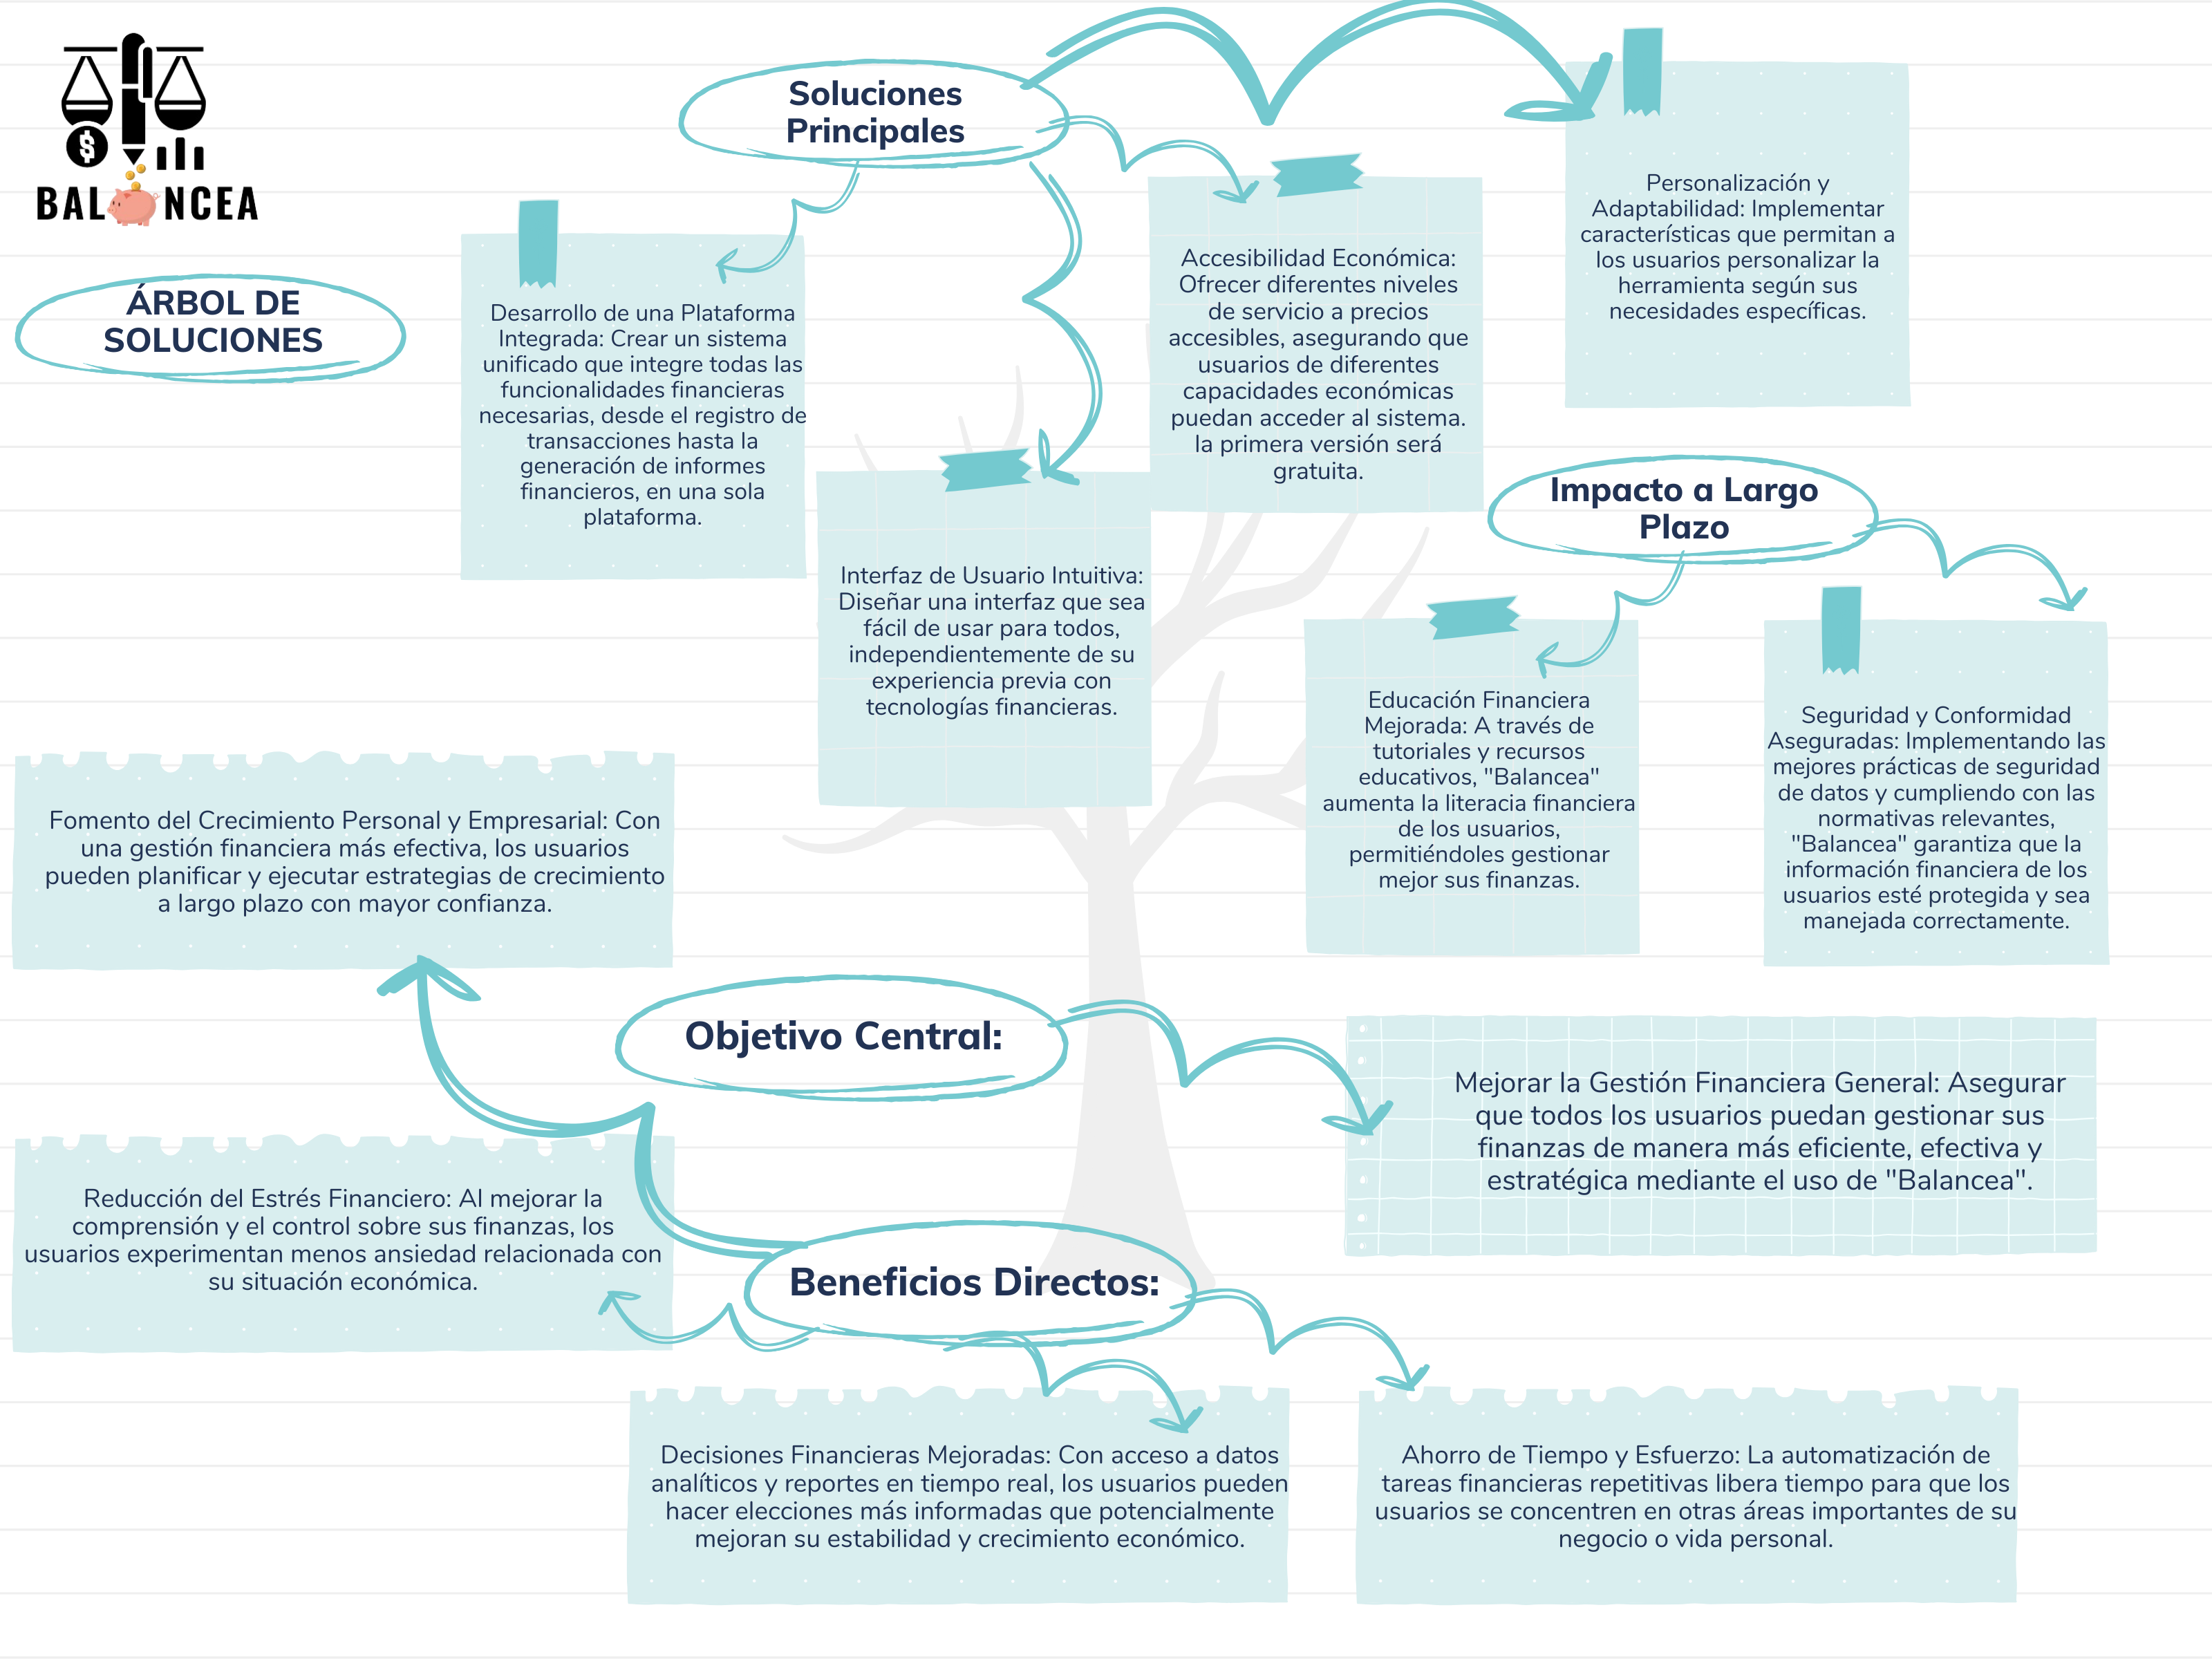 BALANCEA
ÁRBOL DE
SOLUCIONES
Soluciones
Principales
Desarrollo de una Plataforma
Integrada: Crear un sistema
unificado que integre todas las
funcionalidades financieras
necesarias, desde el registro de
transacciones hasta la
generación de informes
financieros, en una sola
plataforma.
Interfaz de Usuario Intuitiva:
Diseñar una interfaz que sea
fácil de usar para todos,
independientemente de su
experiencia previa con
tecnologías financieras.
Accesibilidad Económica:
Ofrecer diferentes niveles
de servicio a precios
accesibles, asegurando que
usuarios de diferentes
capacidades económicas
puedan acceder al sistema.
la primera versión será
gratuita.
Personalización y
Adaptabilidad: Implementar
características que permitan a
los usuarios personalizar la
herramienta según sus
necesidades específicas.
Impacto a Largo
Plazo
Educación Financiera
Mejorada: A través de
tutoriales y recursos
educativos, "Balancea"
aumenta la literacia financiera
de los usuarios,
permitiéndoles gestionar
mejor sus finanzas.
Seguridad y Conformidad
Aseguradas: Implementando las
mejores prácticas de seguridad
de datos y cumpliendo con las
normativas relevantes,
"Balancea" garantiza que la
información financiera de los
usuarios esté protegida y sea
manejada correctamente.
Objetivo Central:
Mejorar la Gestión Financiera General: Asegurar
que todos los usuarios puedan gestionar sus
finanzas de manera más eficiente, efectiva y
estratégica mediante el uso de "Balancea".
Beneficios Directos:
Fomento del Crecimiento Personal y Empresarial: Con
una gestión financiera más efectiva, los usuarios
pueden planificar y ejecutar estrategias de crecimiento
a largo plazo con mayor confianza.
Reducción del Estrés Financiero: Al mejorar la
comprensión y el control sobre sus finanzas, los
usuarios experimentan menos ansiedad relacionada con
su situación económica.
Decisiones Financieras Mejoradas: Con acceso a datos
analíticos y reportes en tiempo real, los usuarios pueden
hacer elecciones más informadas que potencialmente
mejoran su estabilidad y crecimiento económico.
Ahorro de Tiempo y Esfuerzo: La automatización de
tareas financieras repetitivas libera tiempo para que los
usuarios se concentren en otras áreas importantes de su
negocio o vida personal.